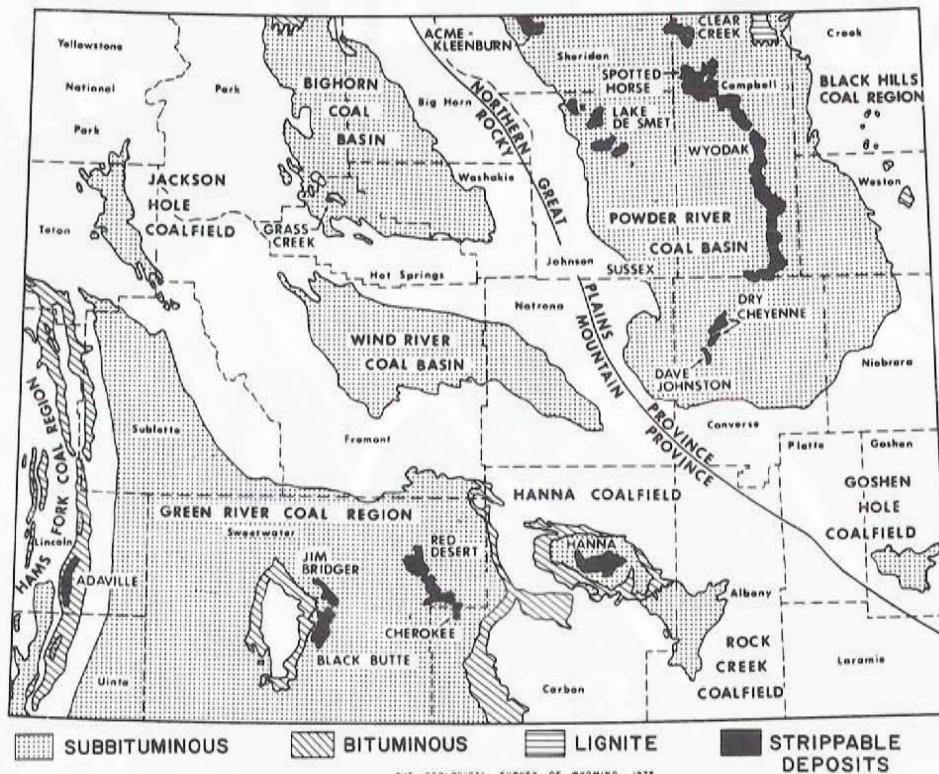 Yellowstone
National
Park
Park
BIGHORN
COAL
BASIN
Big Horn
ACME-
KLEENBURN
Sheridan
CLEAR
CREEK
Crook
SPOTTED
HORSE
Campbell
BLACK HILLS
COAL REGION
LAKE
DE SMET
NORTHERN
ROCKY
GREAT
PLAINS
MOUNTAIN
PROVINCE
PROVINCE
WYODAK
Washakie
Weston
JACKSON
HOLE
COALFIELD
Teton
GRASS
CREEK
Hot Springs
Johnson
SUSSEX
POWDER RIVER
COAL BASIN
Natrona
DRY
CHEYENNE
WIND RIVER
COAL BASIN
DAVE
JOHNSTON
Niobrara
Converse
HAMS FORK COAL REGION
Sublette
Fremont
Platte
Goshen
HANNA COALFIELD
GOSHEN
HOLE
COALFIELD
GREEN RIVER COAL REGION
Sweetwater
Lincoln
ADAVILLE
JIM
BRIDGER
RED
DESERT
HANNA
Albany
CHEROKEE
BLACK BUTTE
ROCK
CREEK
COALFIELD
Uinta
Carbon
Laramie
SUBBITUMINOUS
BITUMINOUS
LIGNITE
STRIPPABLE
DEPOSITS